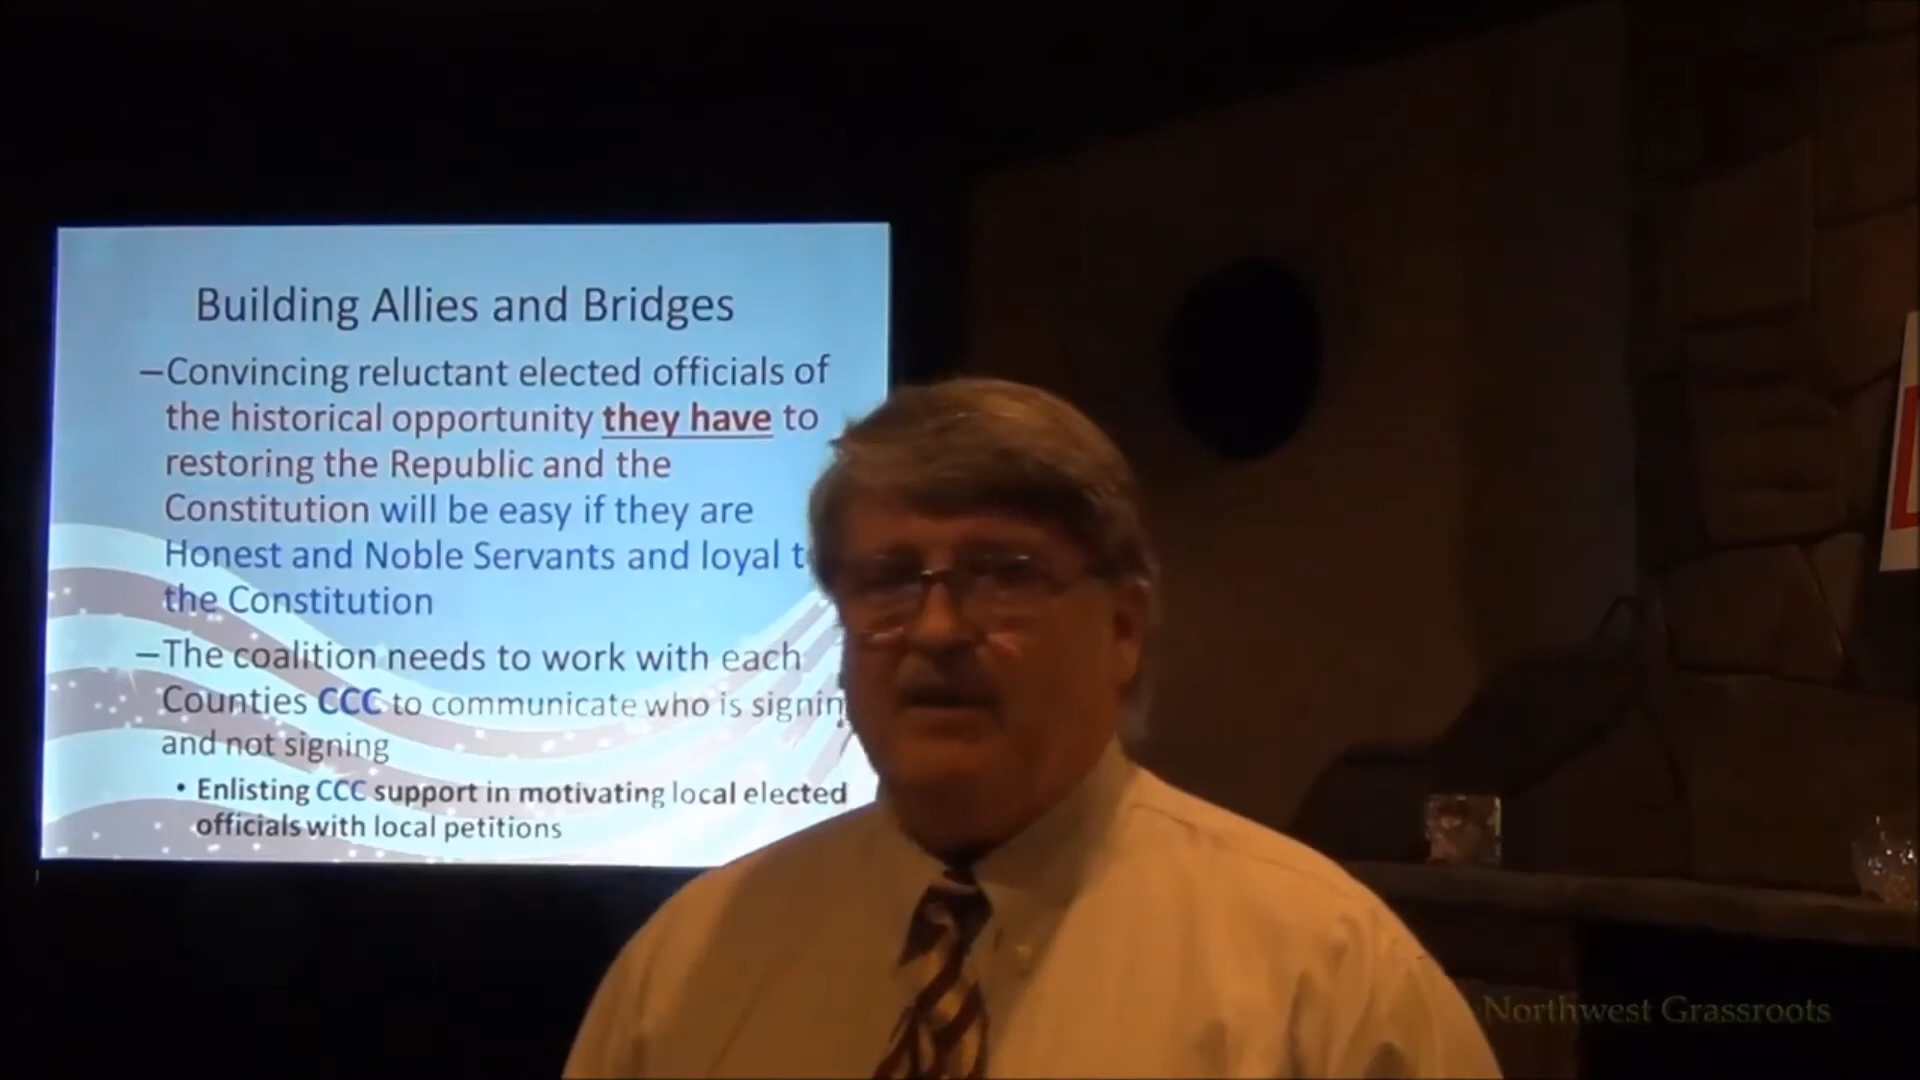 Building Allies and Bridges
–Convincing reluctant elected officials of
the historical opportunity they have to
restoring the Republic and the
Constitution will be easy if they are
Honest and Noble Servants and loyal
the Constitution
–The coalition needs to work with each
Counties CCC to communicate who is signin
and not signing
• Enlisting CCC support in motivating local elected
officials with local petitions
Northwest Grassroots